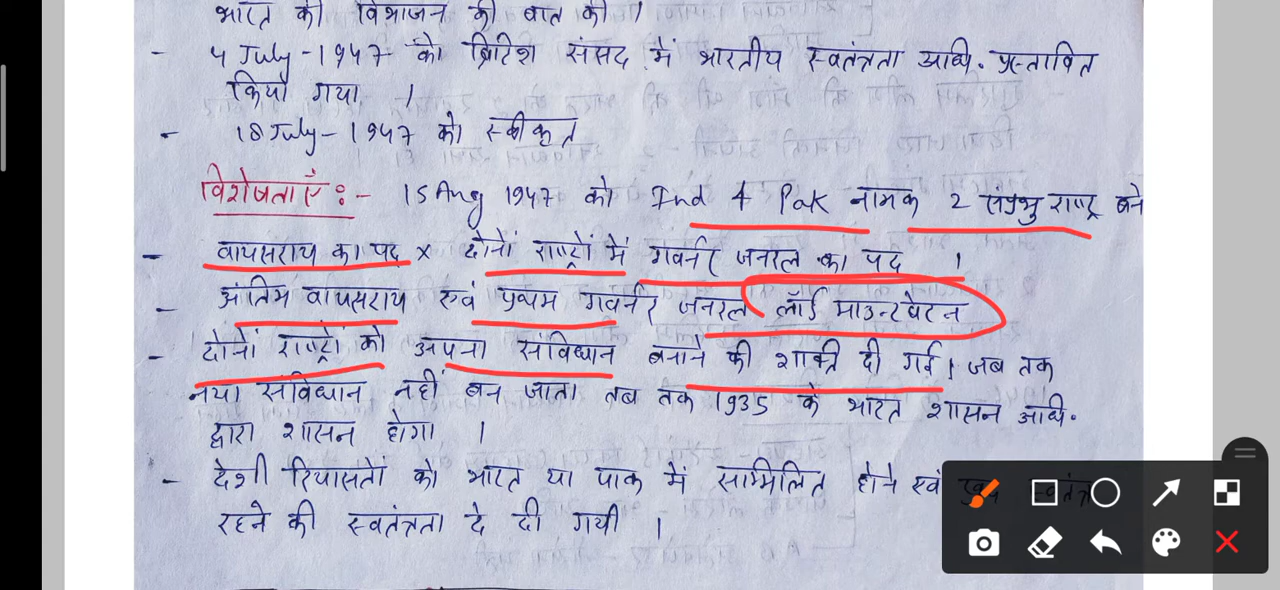 भारत की विभाजन की बात की ।
- 4 July - 1947 को ब्रिटिश संसद में भारतीय स्वतंत्रता अधि. प्रस्तावित
किया गया ।
- 18 July - 1947 को स्वीकृत
विशेषताएँ :- 15 Aug 1947 को Ind & Pak नामक 2 संप्रभु राष्ट्र बने
- वायसराय का पद × दोनों राष्ट्रों में गवर्नर जनरल का पद ।
- अंतिम वायसराय एवं प्रथम गवर्नर जनरल लॉर्ड माउन्टबेटन
- दोनों राष्ट्रों को अपना संविधान बनाने की शक्ति दी गई । जब तक
नया संविधान नहीं बन जाता तब तक 1935 के भारत शासन अधि.
द्वारा शासन होगा ।
- देशी रियासतों को भारत या पाक में सम्मिलित होने एवं स्वतंत्र
रहने की स्वतंत्रता दे दी गयी ।